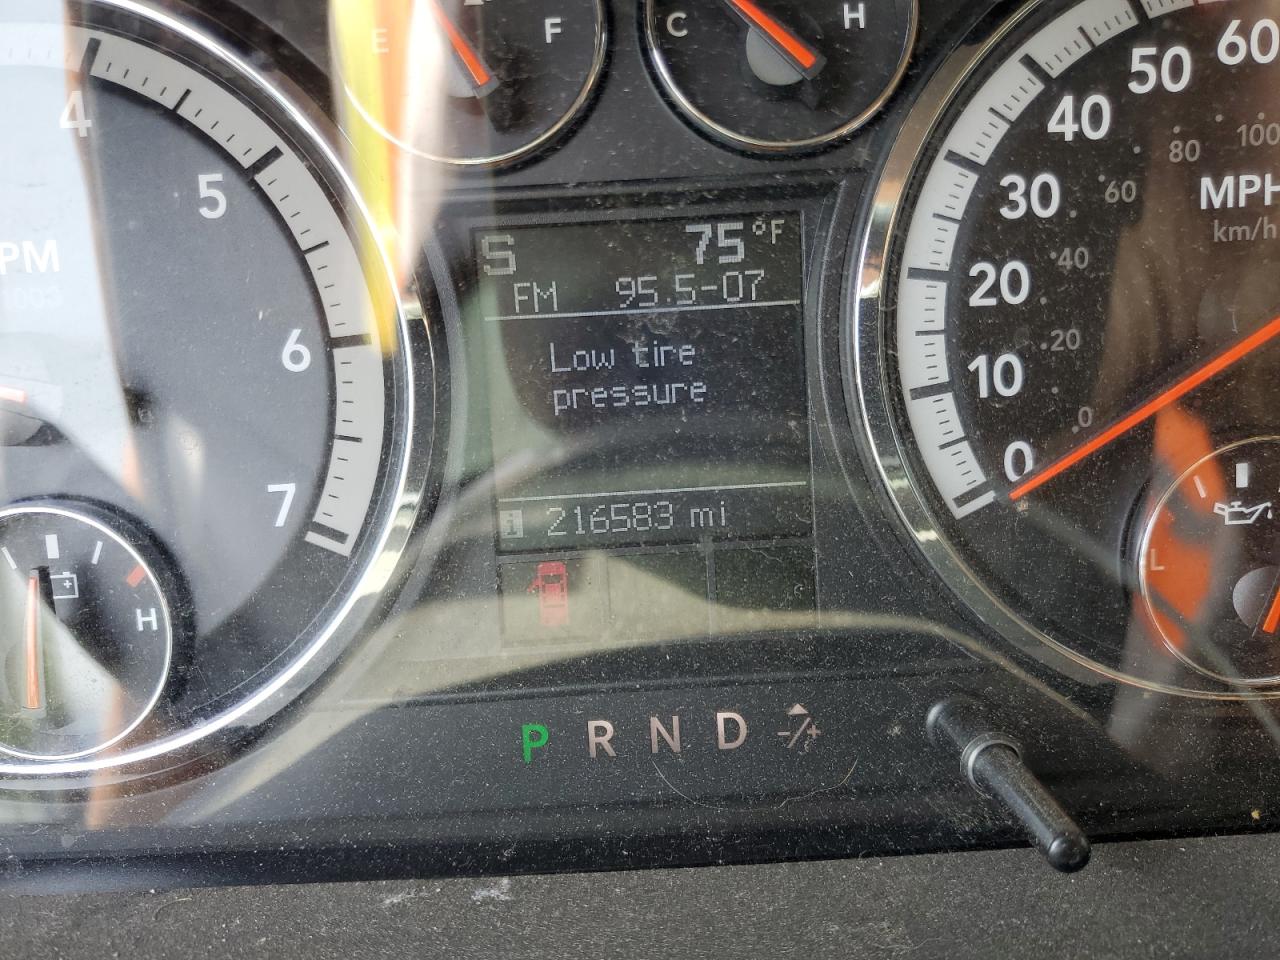 E F
C H
4
5
6
7
PM
H
S 75°F
FM 95.5-07
Low tire
pressure
i 216583 mi
P R N D -/+
60
50
40
30
20
10
0
100
80
60
40
20
0
MPH
km/h
L